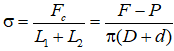 σ = F_c / (L_1 + L_2) = (F − P) / (π(D + d))